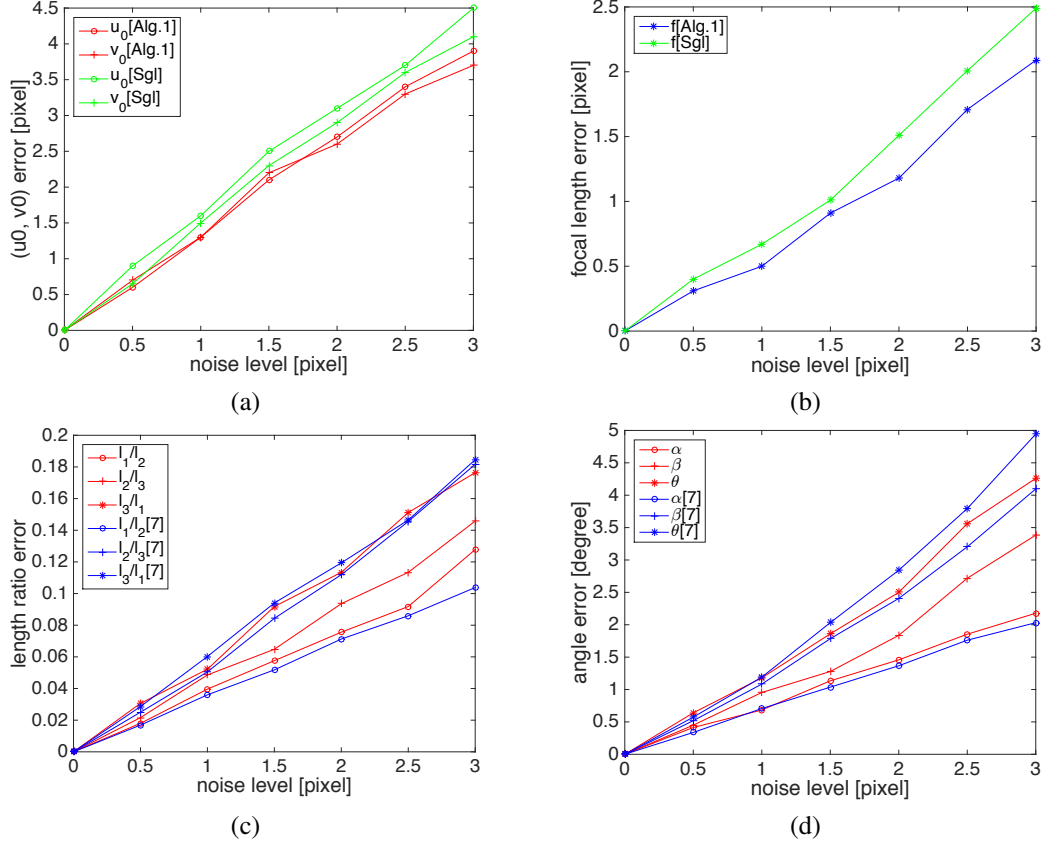 4.5
4
3.5
3
2.5
2
1.5
1
0.5
0
(u0, v0) error [pixel]
u₀[Alg.1]
v₀[Alg.1]
u₀[Sgl]
v₀[Sgl]
0 0.5 1 1.5 2 2.5 3
noise level [pixel]
(a)
2.5
2
1.5
1
0.5
0
focal length error [pixel]
f[Alg.1]
f[Sgl]
0 0.5 1 1.5 2 2.5 3
noise level [pixel]
(b)
0.2
0.18
0.16
0.14
0.12
0.1
0.08
0.06
0.04
0.02
0
length ratio error
l₁/l₂
l₂/l₃
l₃/l₁
l₁/l₂[7]
l₂/l₃[7]
l₃/l₁[7]
0 0.5 1 1.5 2 2.5 3
noise level [pixel]
(c)
5
4.5
4
3.5
3
2.5
2
1.5
1
0.5
0
angle error [degree]
α
β
θ
α[7]
β[7]
θ[7]
0 0.5 1 1.5 2 2.5 3
noise level [pixel]
(d)